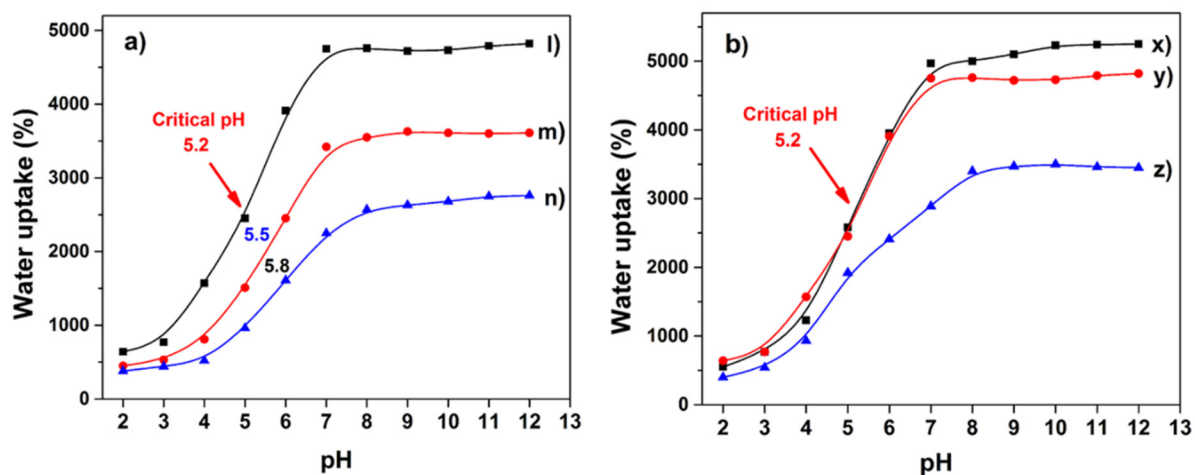 a)
5000
4000
3000
2000
1000
0
Water uptake (%)
Critical pH
5.2
5.5
5.8
l)
m)
n)
2 3 4 5 6 7 8 9 10 11 12 13
pH
b)
5000
4000
3000
2000
1000
0
Water uptake (%)
Critical pH
5.2
x)
y)
z)
2 3 4 5 6 7 8 9 10 11 12 13
pH